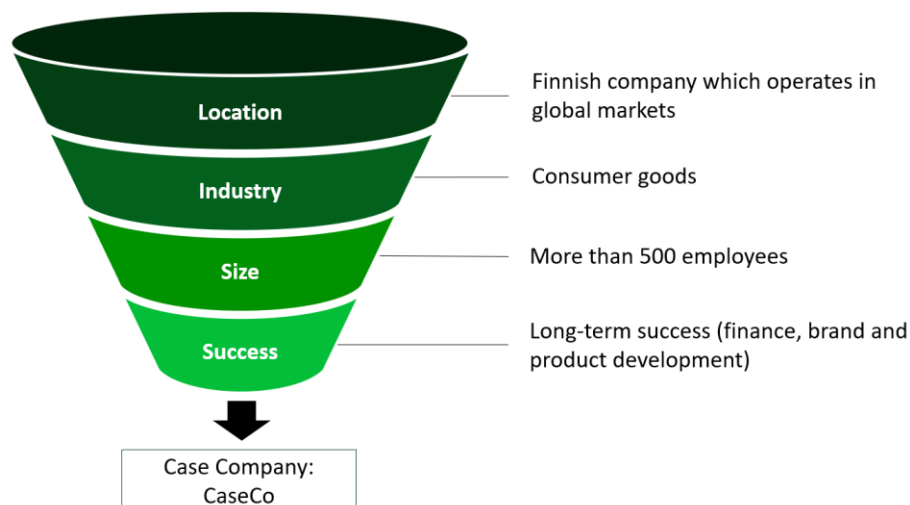 Location
Finnish company which operates in
global markets
Industry
Consumer goods
Size
More than 500 employees
Success
Long-term success (finance, brand and
product development)
Case Company:
CaseCo